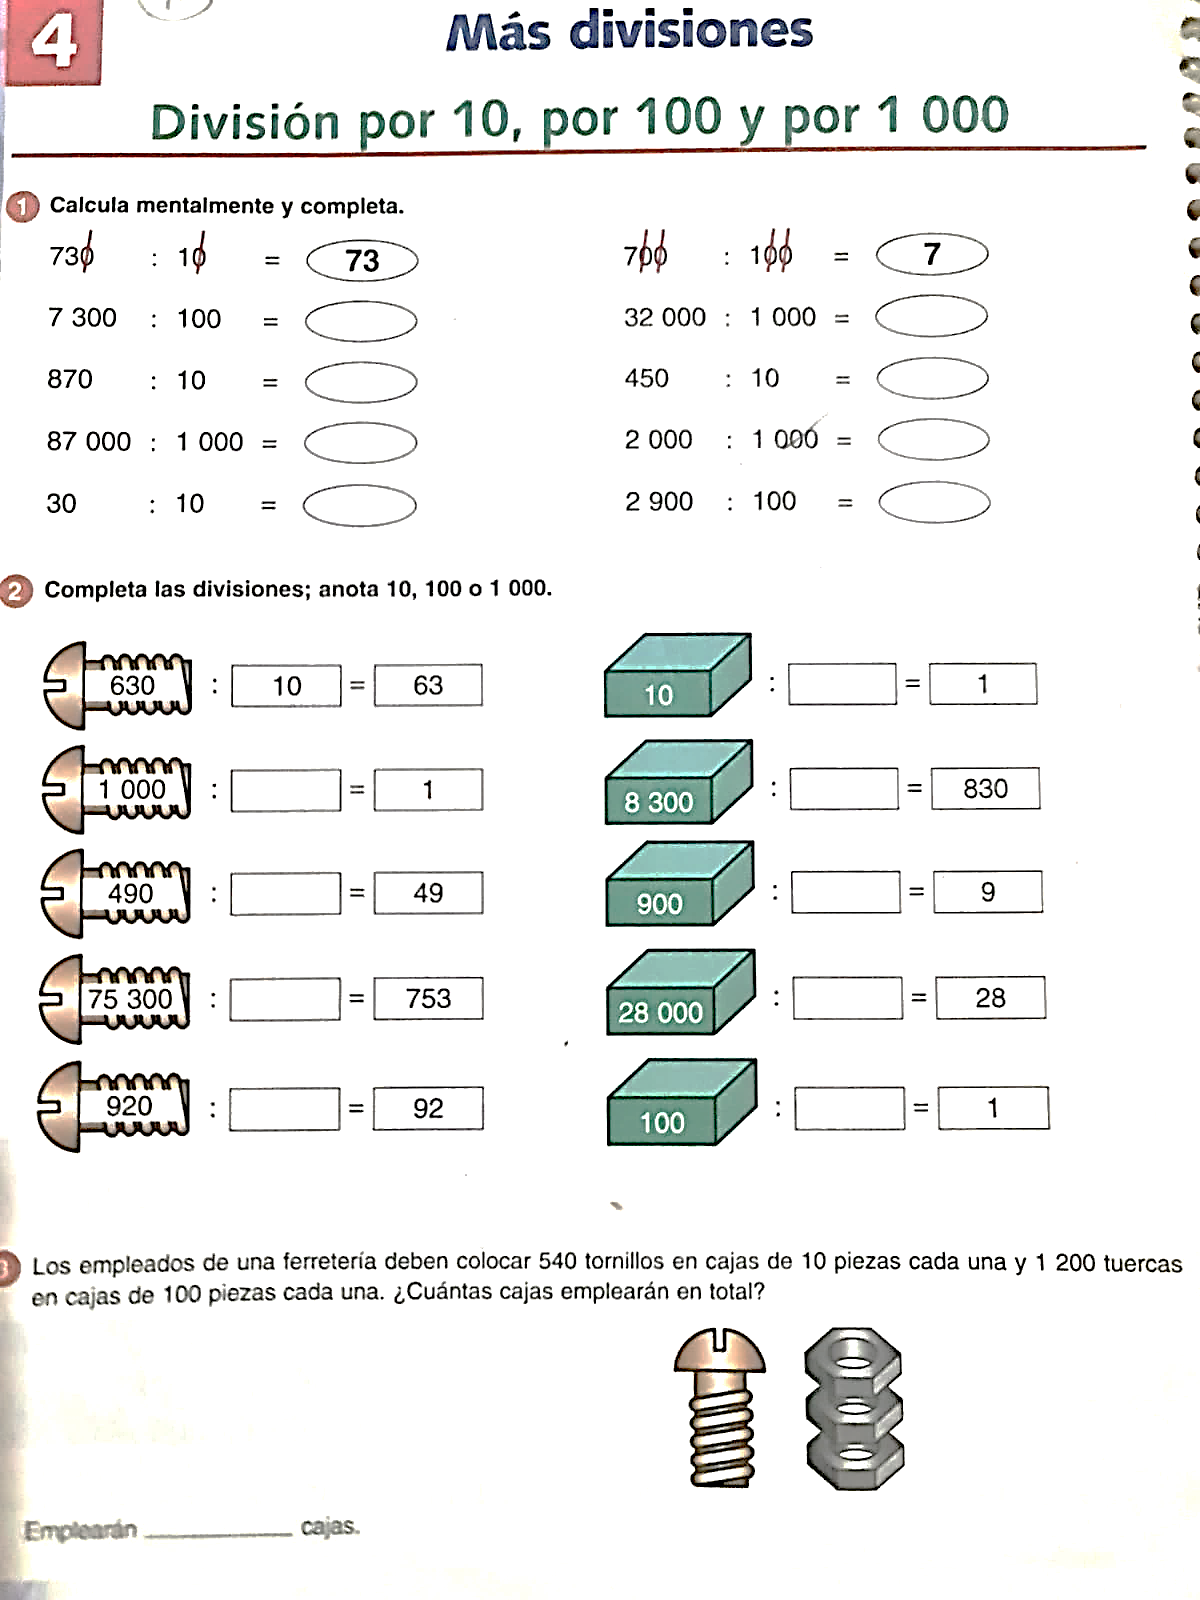 4
Más divisiones
División por 10, por 100 y por 1 000
1 Calcula mentalmente y completa.
730 : 10 = 73
7 300 : 100 =
870 : 10 =
87 000 : 1 000 =
30 : 10 =
700 : 100 = 7
32 000 : 1 000 =
450 : 10 =
2 000 : 1 000 =
2 900 : 100 =
2 Completa las divisiones; anota 10, 100 o 1 000.
630 : 10 = 63
1 000 : = 1
490 : = 49
75 300 : = 753
920 : = 92
10 : = 1
8 300 : = 830
900 : = 9
28 000 : = 28
100 : = 1
3 Los empleados de una ferretería deben colocar 540 tornillos en cajas de 10 piezas cada una y 1 200 tuercas
en cajas de 100 piezas cada una. ¿Cuántas cajas emplearán en total?
Emplearán ____________ cajas.